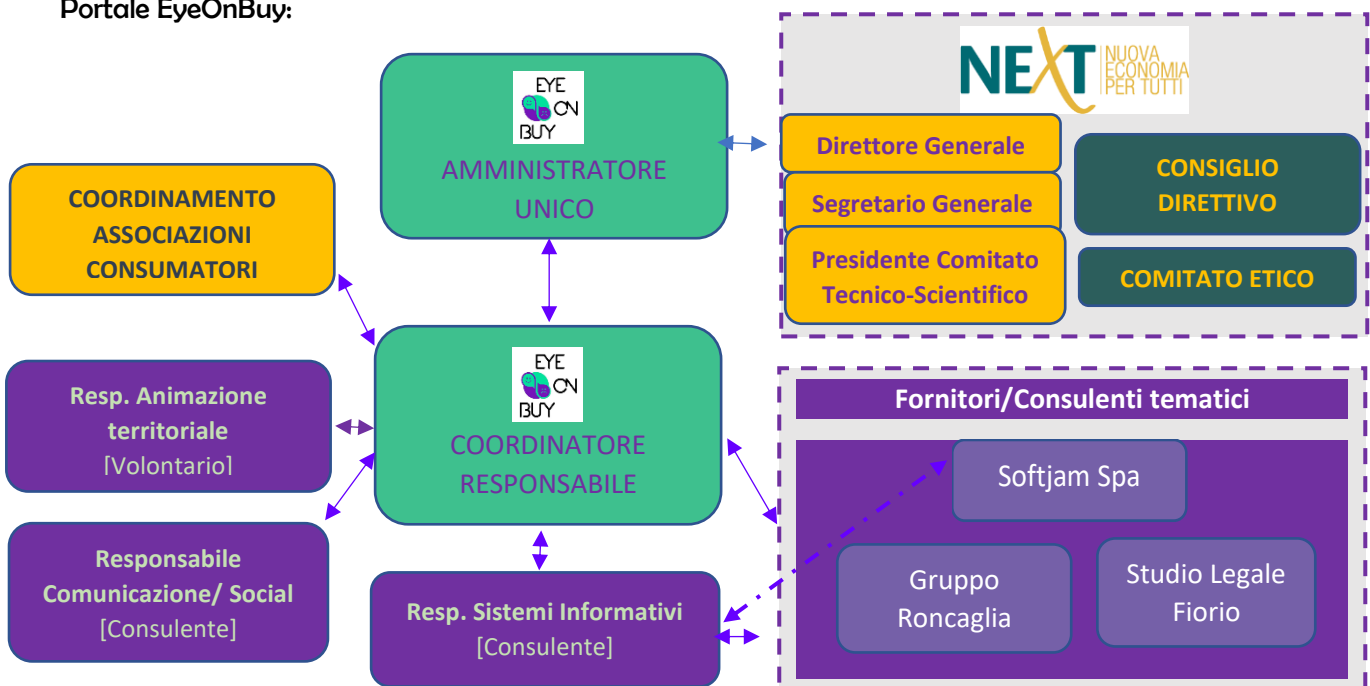 Portale EyeOnBuy:
EYE
ON
BUY
AMMINISTRATORE
UNICO
NEXT
NUOVA
ECONOMIA
PER TUTTI
Direttore Generale
Segretario Generale
Presidente Comitato
Tecnico-Scientifico
CONSIGLIO
DIRETTIVO
COMITATO ETICO
COORDINAMENTO
ASSOCIAZIONI
CONSUMATORI
EYE
ON
BUY
COORDINATORE
RESPONSABILE
Resp. Animazione
territoriale
[Volontario]
Responsabile
Comunicazione/ Social
[Consulente]
Resp. Sistemi Informativi
[Consulente]
Fornitori/Consulenti tematici
Softjam Spa
Gruppo
Roncaglia
Studio Legale
Fiorio